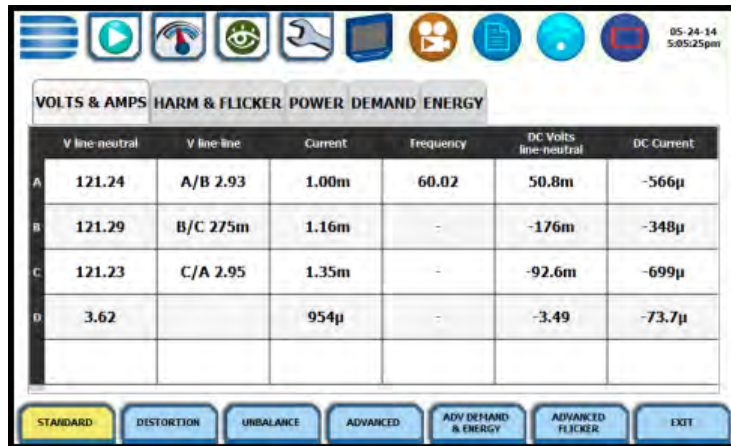 05-24-14
5:05:25pm
VOLTS & AMPS HARM & FLICKER POWER DEMAND ENERGY
V line-neutral V line-line Current Frequency DC Volts line-neutral DC Current
A 121.24 A/B 2.93 1.00m 60.02 50.8m -566µ
B 121.29 B/C 275m 1.16m - -176m -348µ
C 121.23 C/A 2.95 1.35m - -92.6m -699µ
D 3.62 954µ - -3.49 -73.7µ
STANDARD DISTORTION UNBALANCE ADVANCED ADV DEMAND & ENERGY ADVANCED FLICKER EXIT